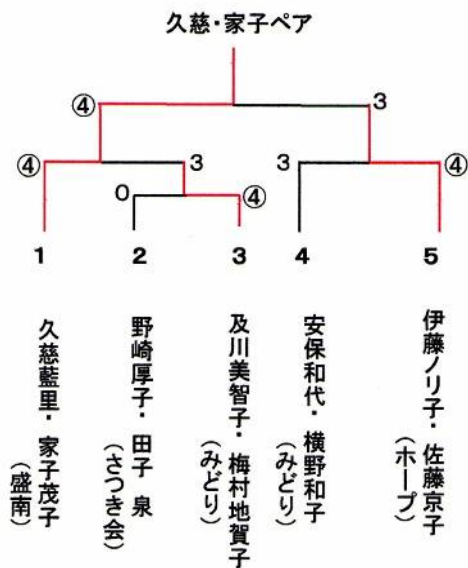 久慈・家子ペア
④ 3
④ 3 3 ④
0 ④
1 2 3 4 5
久慈藍里・家子茂子
(盛南)
野崎厚子・田子 泉
(さつき会)
及川美智子・梅村地賀子
(みどり)
安保和代・横野和子
(みどり)
伊藤ノリ子・佐藤京子
(ホープ)